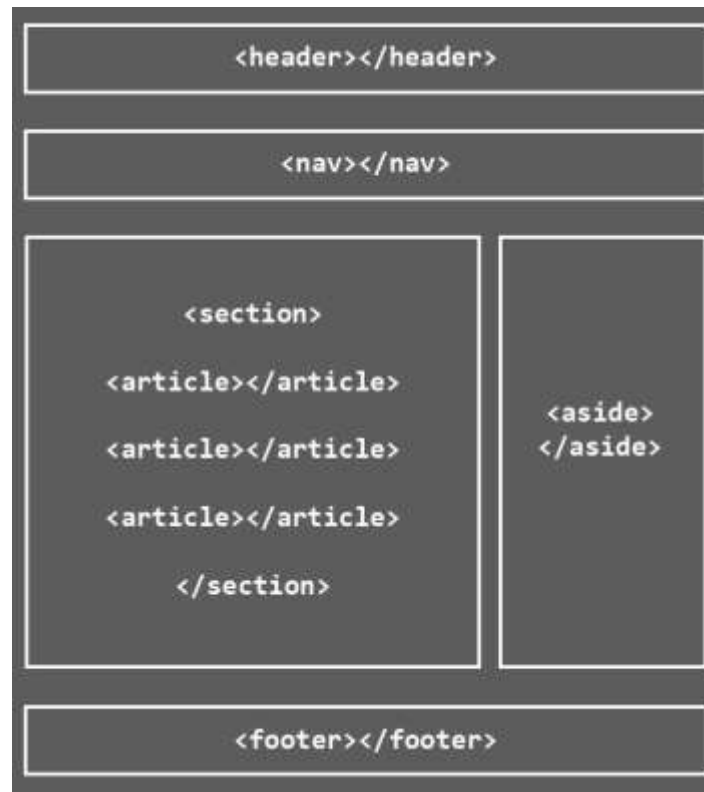 <header></header>
<nav></nav>
<section>
<article></article>
<article></article>
<article></article>
</section>
<aside>
</aside>
<footer></footer>